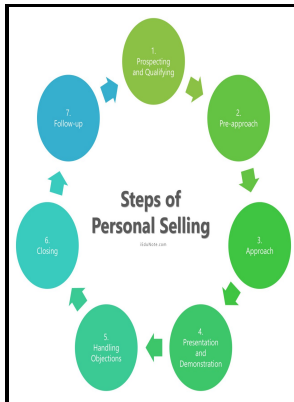 1.
Prospecting
and Qualifying
2.
Pre-approach
3.
Approach
4.
Presentation
and
Demonstration
5.
Handling
Objections
6.
Closing
7.
Follow-up
Steps of
Personal Selling
iEduNote.com